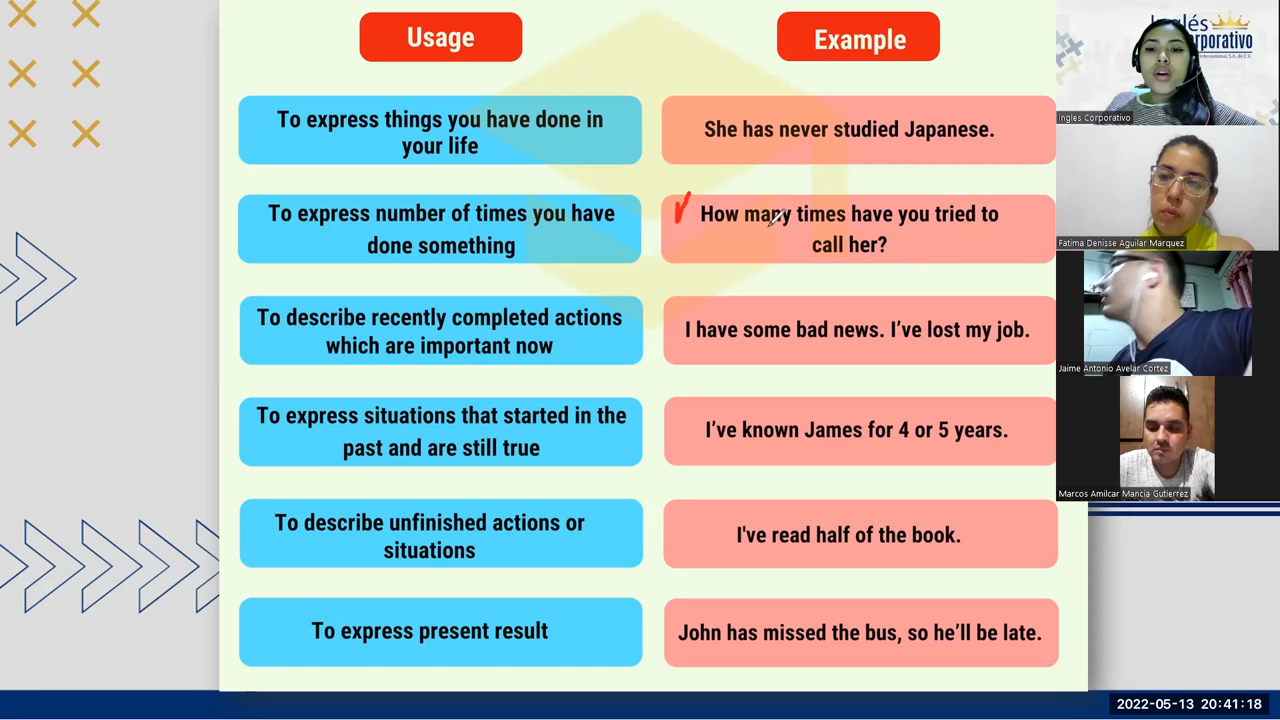 Usage
Example
To express things you have done in
your life
She has never studied Japanese.
To express number of times you have
done something
How many times have you tried to
call her?
To describe recently completed actions
which are important now
I have some bad news. I've lost my job.
To express situations that started in the
past and are still true
I've known James for 4 or 5 years.
To describe unfinished actions or
situations
I've read half of the book.
To express present result
John has missed the bus, so he'll be late.
Inglés
orporativo
International, S.A. de C.V.
Ingles Corporativo
Fatima Denisse Aguilar Marquez
Jaime Antonio Avelar Cortez
Marcos Amilcar Mancia Gutierrez
2022-05-13 20:41:18